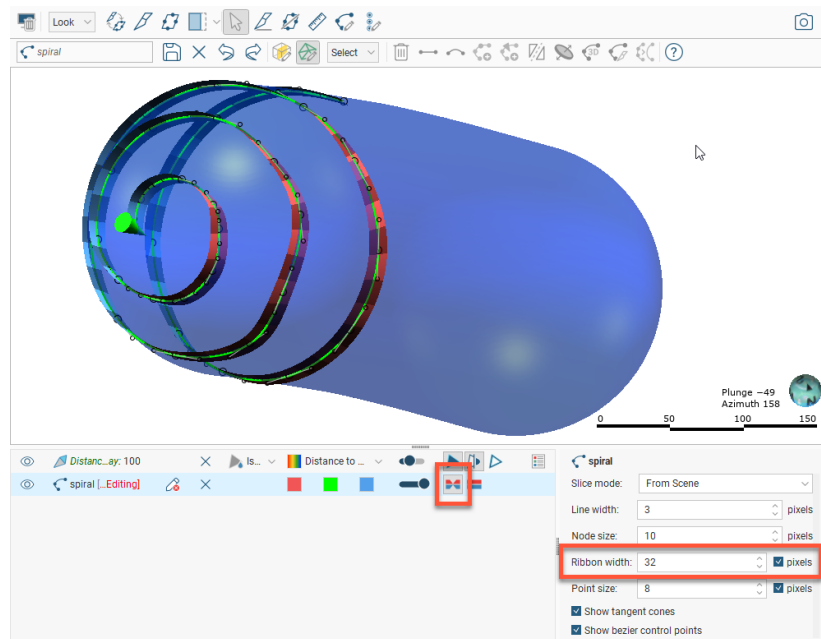 Look
spiral
Select
3D
Plunge −49
Azimuth 158
0 50 100 150
Distanc...ay: 100 Is... Distance to ...
spiral [...Editing]
spiral
Slice mode: From Scene
Line width: 3 pixels
Node size: 10 pixels
Ribbon width: 32 pixels
Point size: 8 pixels
Show tangent cones
Show bezier control points